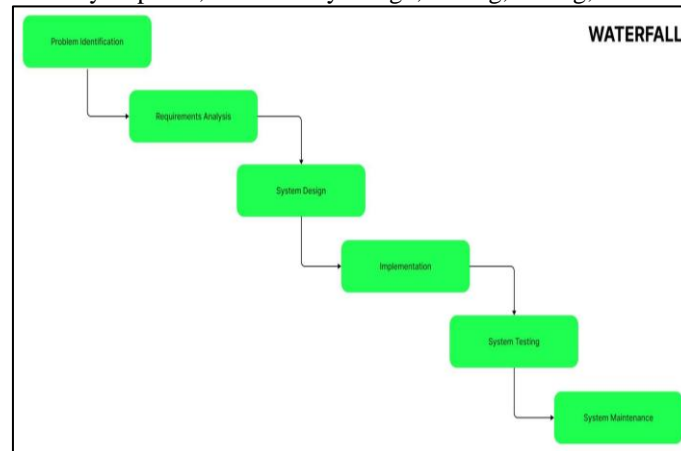 WATERFALL
Problem Identification
Requirements Analysis
System Design
Implementation
System Testing
System Maintenance